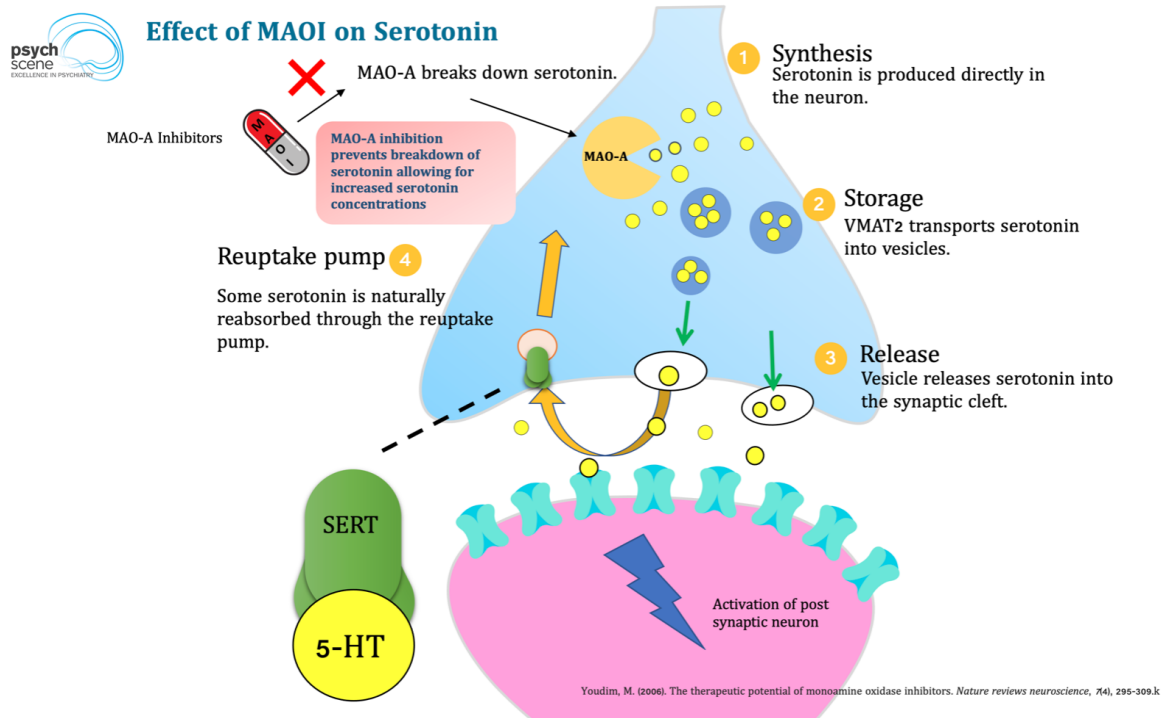 psych
scene
EXCELLENCE IN PSYCHIATRY
Effect of MAOI on Serotonin
MAO-A breaks down serotonin.
MAO-A Inhibitors
M
A
O
I
MAO-A inhibition
prevents breakdown of
serotonin allowing for
increased serotonin
concentrations
MAO-A
1
Synthesis
Serotonin is produced directly in
the neuron.
2
Storage
VMAT2 transports serotonin
into vesicles.
Reuptake pump
4
Some serotonin is naturally
reabsorbed through the reuptake
pump.
3
Release
Vesicle releases serotonin into
the synaptic cleft.
SERT
5-HT
Activation of post
synaptic neuron
Youdim, M. (2006). The therapeutic potential of monoamine oxidase inhibitors. Nature reviews neuroscience, 7(4), 295-309.k